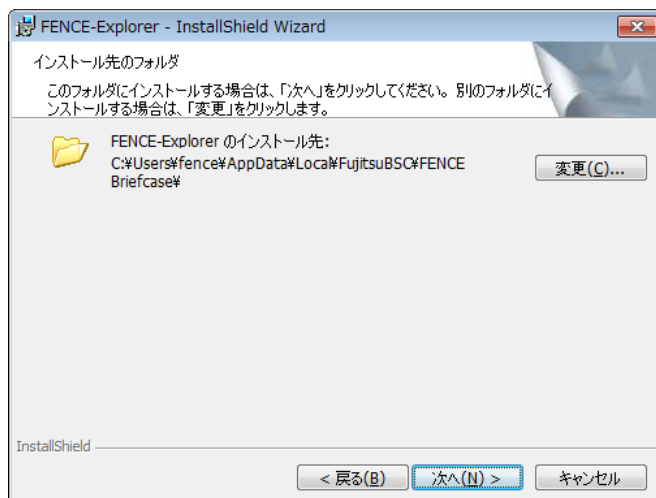 FENCE-Explorer - InstallShield Wizard
インストール先のフォルダ
このフォルダにインストールする場合は、「次へ」をクリックしてください。別のフォルダにイ
ンストールする場合は、「変更」をクリックします。
FENCE-Explorer のインストール先:
C:¥Users¥fence¥AppData¥Local¥FujitsuBSC¥FENCE
Briefcase¥
変更(C)...
InstallShield
< 戻る(B)
次へ(N) >
キャンセル